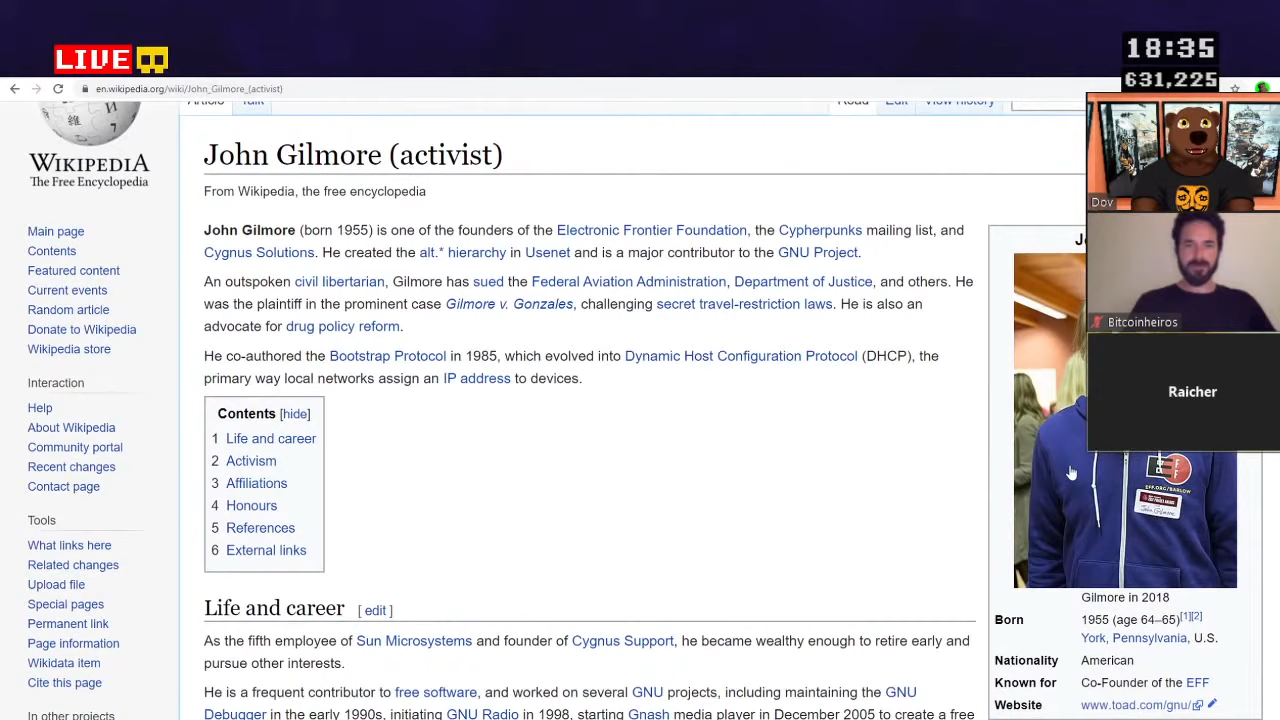 LIVE
18:35
631,225
en.wikipedia.org/wiki/John_Gilmore_(activist)
Article Talk Read Edit View history
WIKIPEDIA
The Free Encyclopedia
Main page
Contents
Featured content
Current events
Random article
Donate to Wikipedia
Wikipedia store
Interaction
Help
About Wikipedia
Community portal
Recent changes
Contact page
Tools
What links here
Related changes
Upload file
Special pages
Permanent link
Page information
Wikidata item
Cite this page
In other projects
John Gilmore (activist)
From Wikipedia, the free encyclopedia
John Gilmore (born 1955) is one of the founders of the Electronic Frontier Foundation, the Cypherpunks mailing list, and
Cygnus Solutions. He created the alt.* hierarchy in Usenet and is a major contributor to the GNU Project.
An outspoken civil libertarian, Gilmore has sued the Federal Aviation Administration, Department of Justice, and others. He
was the plaintiff in the prominent case Gilmore v. Gonzales, challenging secret travel-restriction laws. He is also an
advocate for drug policy reform.
He co-authored the Bootstrap Protocol in 1985, which evolved into Dynamic Host Configuration Protocol (DHCP), the
primary way local networks assign an IP address to devices.
Contents [hide]
1 Life and career
2 Activism
3 Affiliations
4 Honours
5 References
6 External links
Life and career [ edit ]
As the fifth employee of Sun Microsystems and founder of Cygnus Support, he became wealthy enough to retire early and
pursue other interests.
He is a frequent contributor to free software, and worked on several GNU projects, including maintaining the GNU
Debugger in the early 1990s, initiating GNU Radio in 1998, starting Gnash media player in December 2005 to create a free
Dov
Bitcoinheiros
Raicher
EFF
EFF.ORG/BARLOW
John Gilmore
Gilmore in 2018
Born 1955 (age 64–65)[1][2]
York, Pennsylvania, U.S.
Nationality American
Known for Co-Founder of the EFF
Website www.toad.com/gnu/